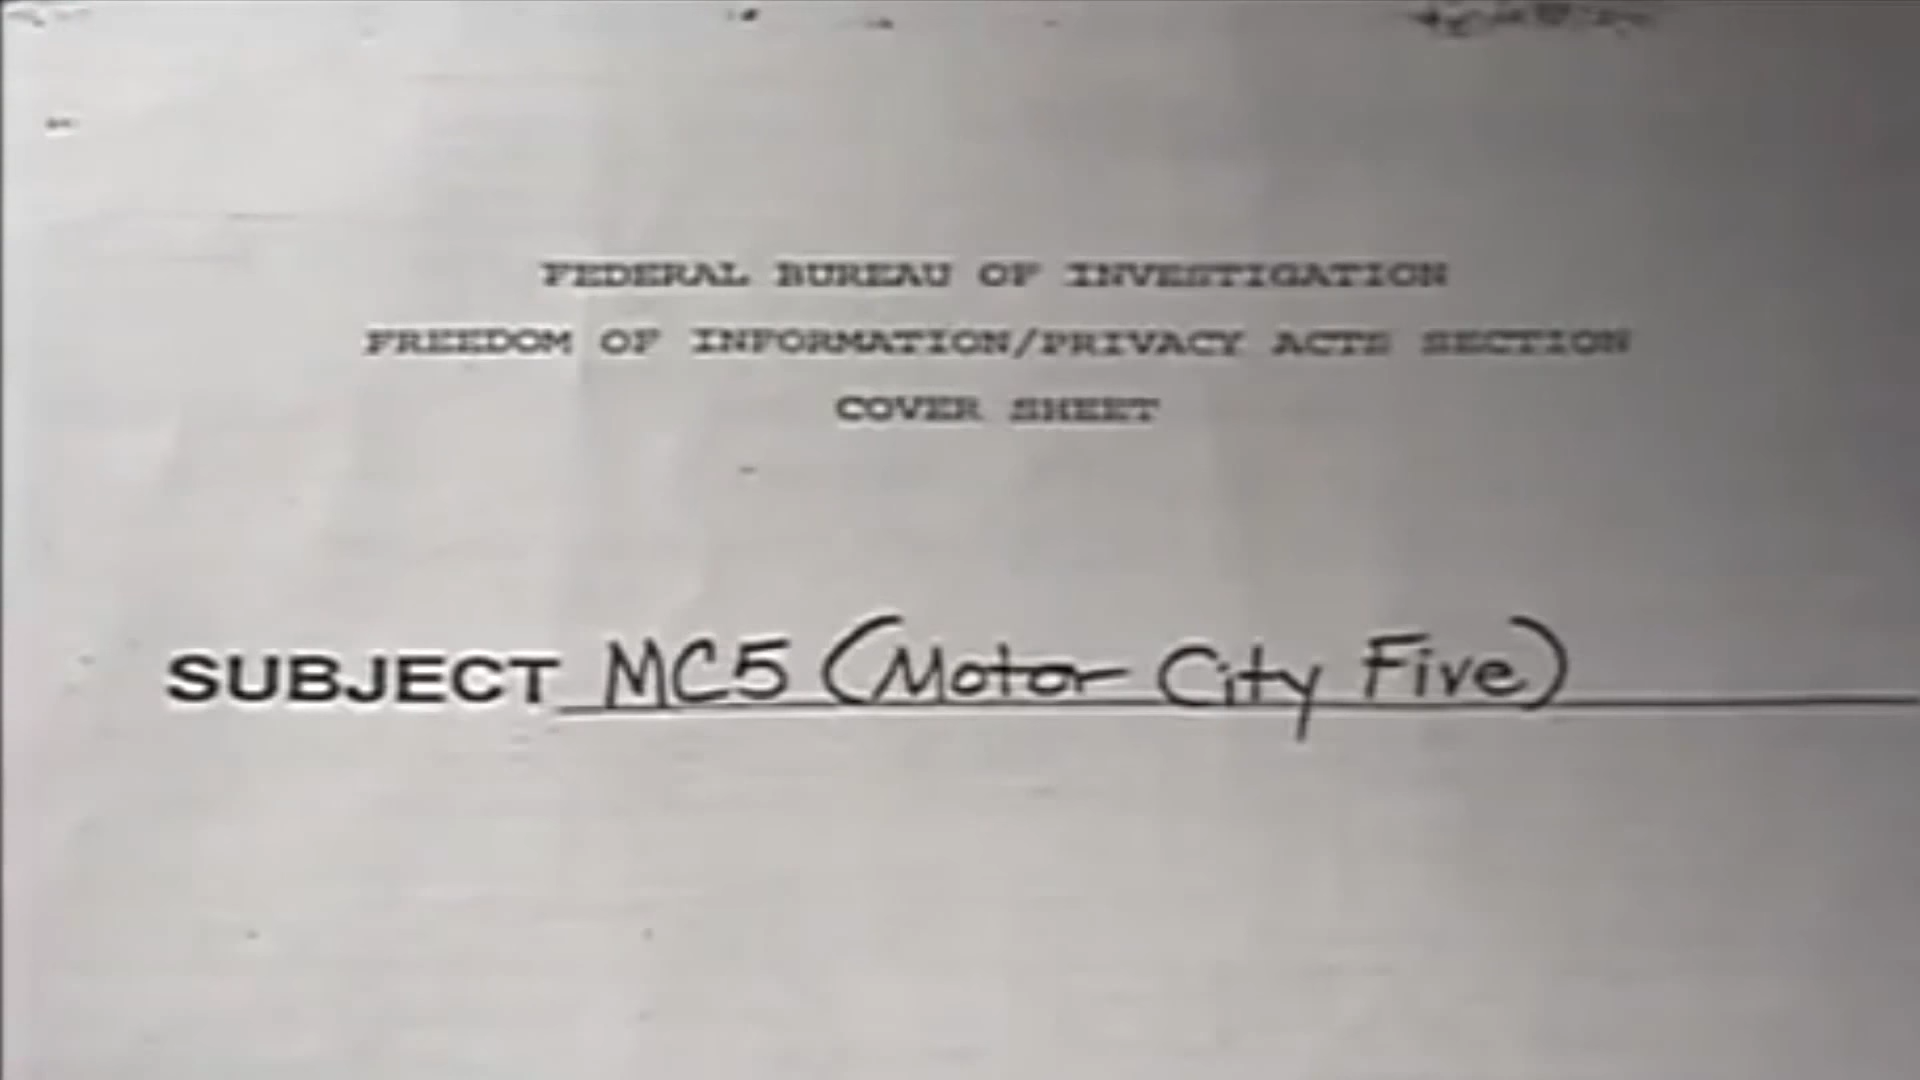 FEDERAL BUREAU OF INVESTIGATION
FREEDOM OF INFORMATION/PRIVACY ACTS SECTION
COVER SHEET
SUBJECT MC5 (Motor City Five)